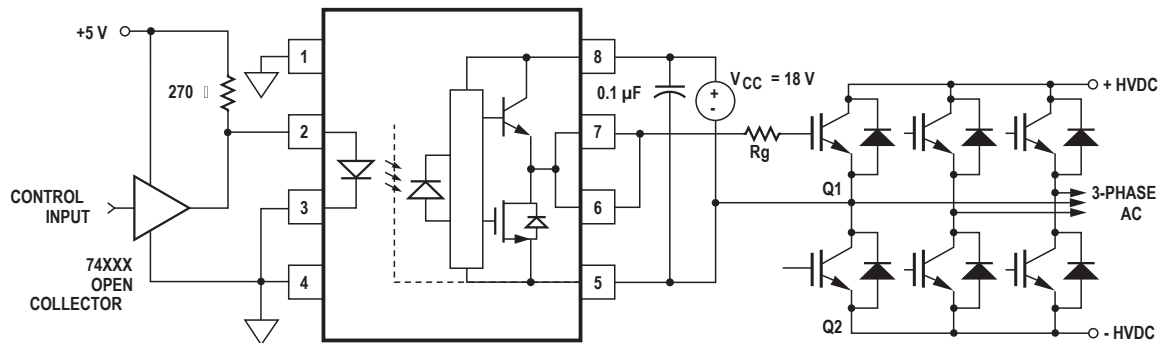 +5 V
270
CONTROL
INPUT
74XXX
OPEN
COLLECTOR
1
2
3
4
8
7
6
5
0.1 µF
VCC = 18 V
+
-
Rg
Q1
Q2
+ HVDC
3-PHASE
AC
- HVDC